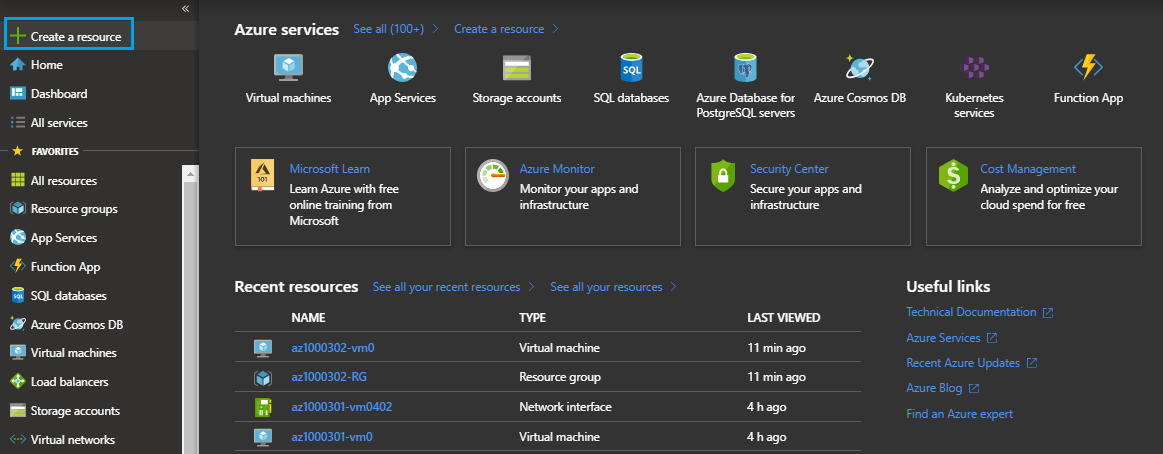 «
Create a resource
Home
Dashboard
All services
FAVORITES
All resources
Resource groups
App Services
Function App
SQL databases
Azure Cosmos DB
Virtual machines
Load balancers
Storage accounts
Virtual networks
Azure services See all (100+) Create a resource
SQL
Virtual machines App Services Storage accounts SQL databases Azure Database for Azure Cosmos DB Kubernetes Function App
PostgreSQL servers services
101
Microsoft Learn
Learn Azure with free
online training from
Microsoft
Azure Monitor
Monitor your apps and
infrastructure
Security Center
Secure your apps and
infrastructure
$
Cost Management
Analyze and optimize your
cloud spend for free
Recent resources See all your recent resources See all your resources
NAME TYPE LAST VIEWED
az1000302-vm0 Virtual machine 11 min ago
az1000302-RG Resource group 11 min ago
az1000301-vm0402 Network interface 4 h ago
az1000301-vm0 Virtual machine 4 h ago
Useful links
Technical Documentation
Azure Services
Recent Azure Updates
Azure Blog
Find an Azure expert